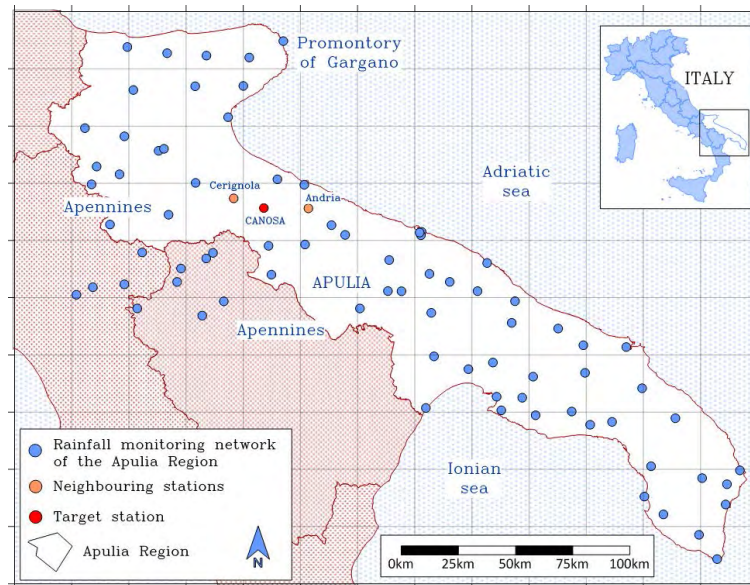 Promontory
of Gargano
ITALY
Adriatic
sea
Cerignola
Andria
CANOSA
Apennines
APULIA
Apennines
Ionian
sea
Rainfall monitoring network
of the Apulia Region
Neighbouring stations
Target station
Apulia Region
N
0km 25km 50km 75km 100km